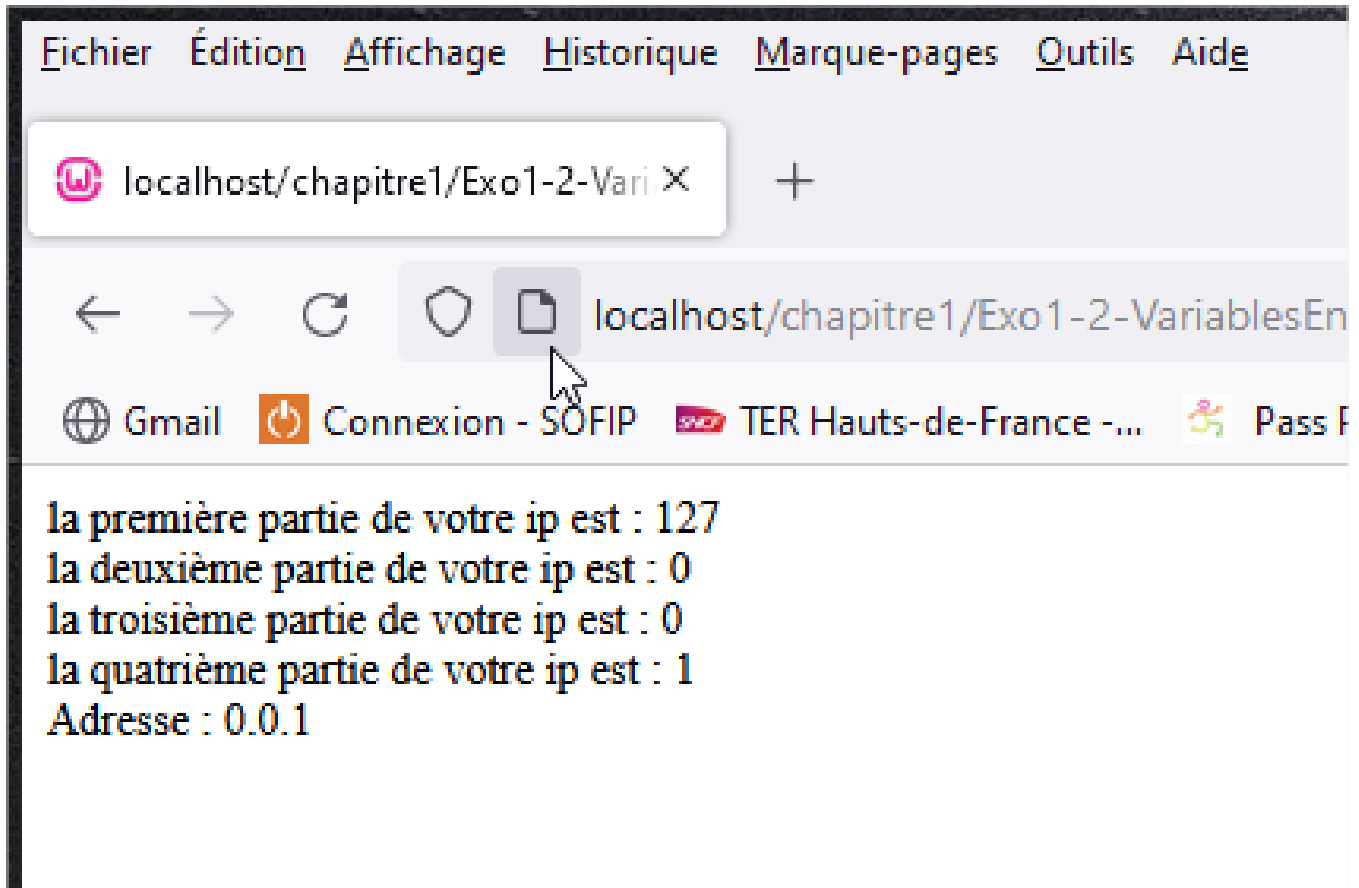 Fichier Édition Affichage Historique Marque-pages Outils Aide
localhost/chapitre1/Exo1-2-Vari
localhost/chapitre1/Exo1-2-VariablesEn
Gmail Connexion - SOFIP TER Hauts-de-France -... Pass
la première partie de votre ip est : 127
la deuxième partie de votre ip est : 0
la troisième partie de votre ip est : 0
la quatrième partie de votre ip est : 1
Adresse : 0.0.1